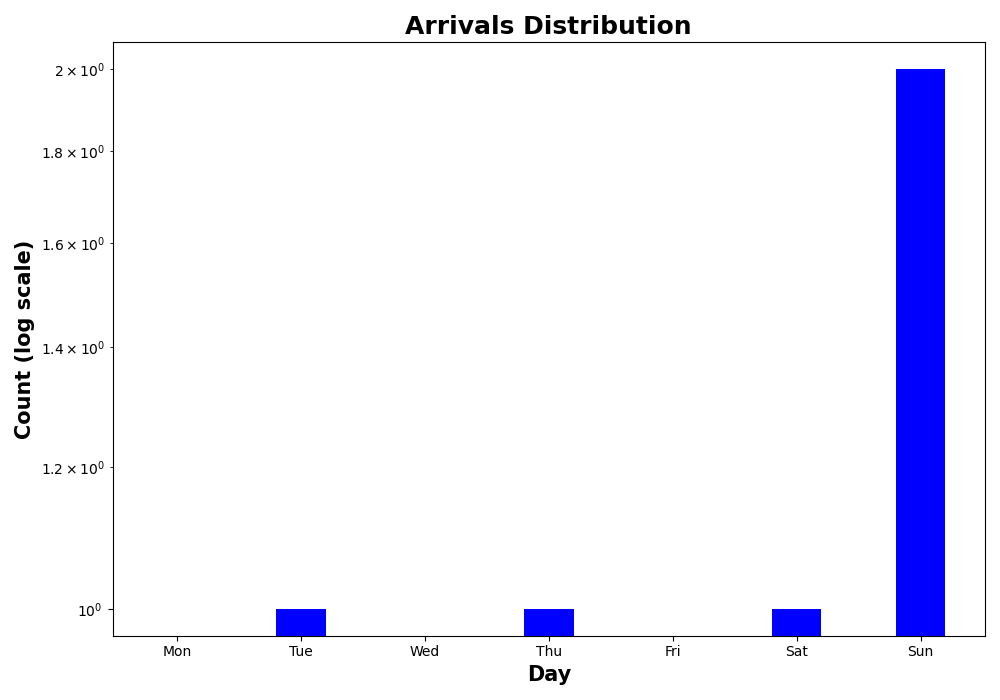 Arrivals Distribution
2 × 10⁰
1.8 × 10⁰
1.6 × 10⁰
1.4 × 10⁰
1.2 × 10⁰
10⁰
Count (log scale)
Mon Tue Wed Thu Fri Sat Sun
Day